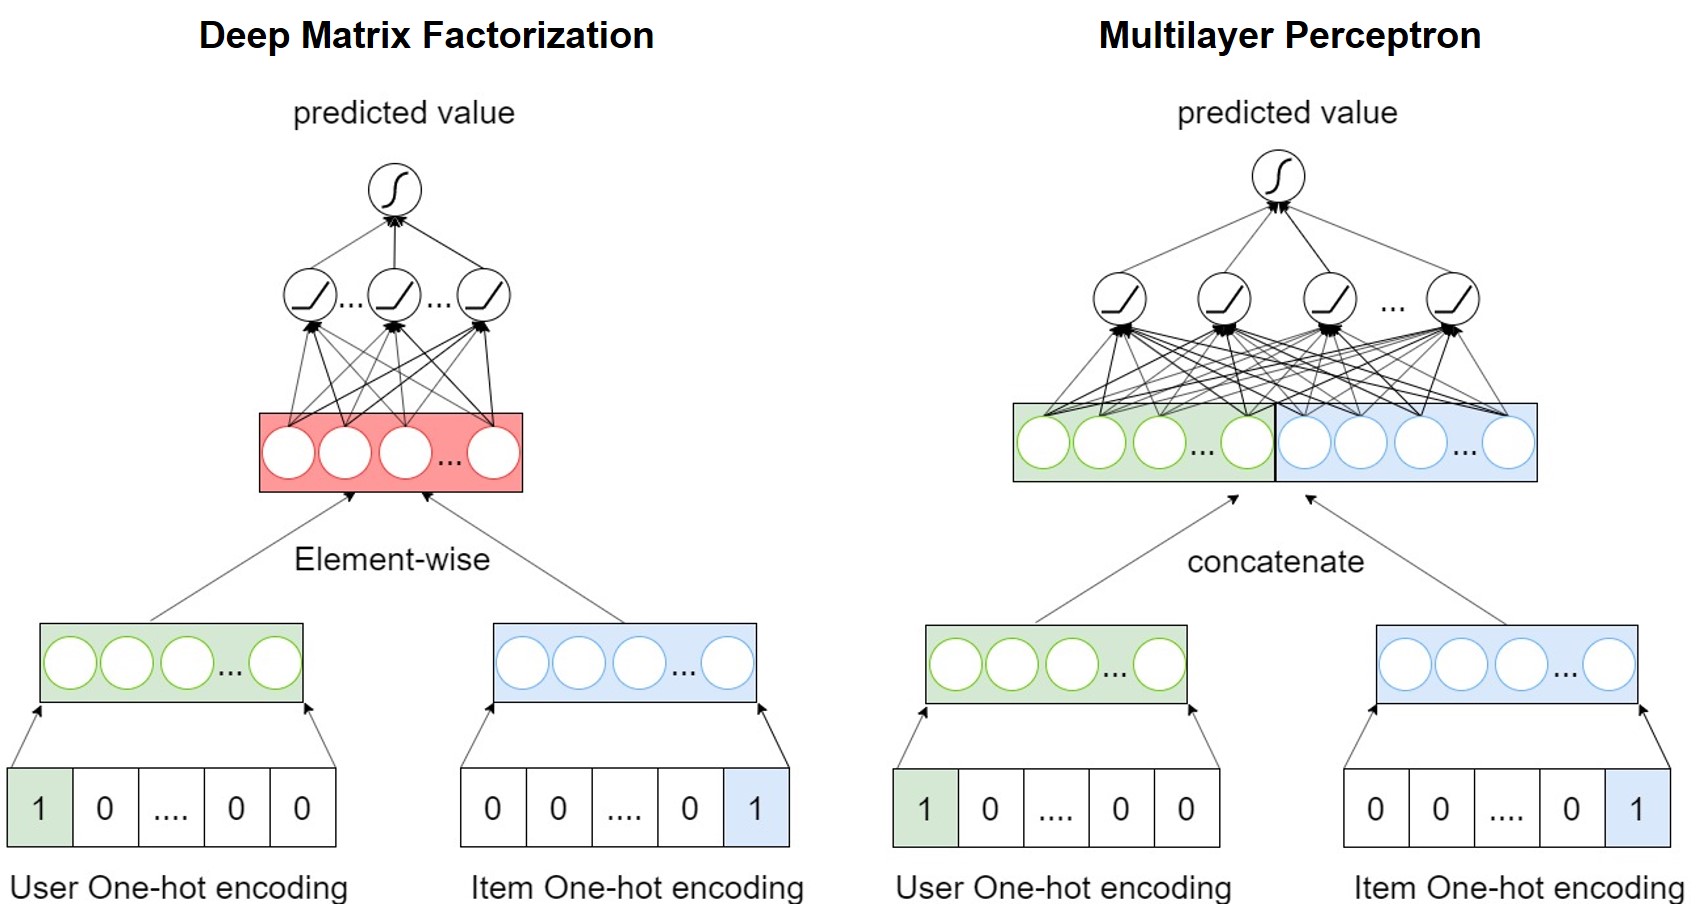 Deep Matrix Factorization
predicted value
... ...
...
Element-wise
... ...
1 0 .... 0 0
0 0 .... 0 1
User One-hot encoding
Item One-hot encoding
Multilayer Perceptron
predicted value
...
... ...
concatenate
... ...
1 0 .... 0 0
0 0 .... 0 1
User One-hot encoding
Item One-hot encoding